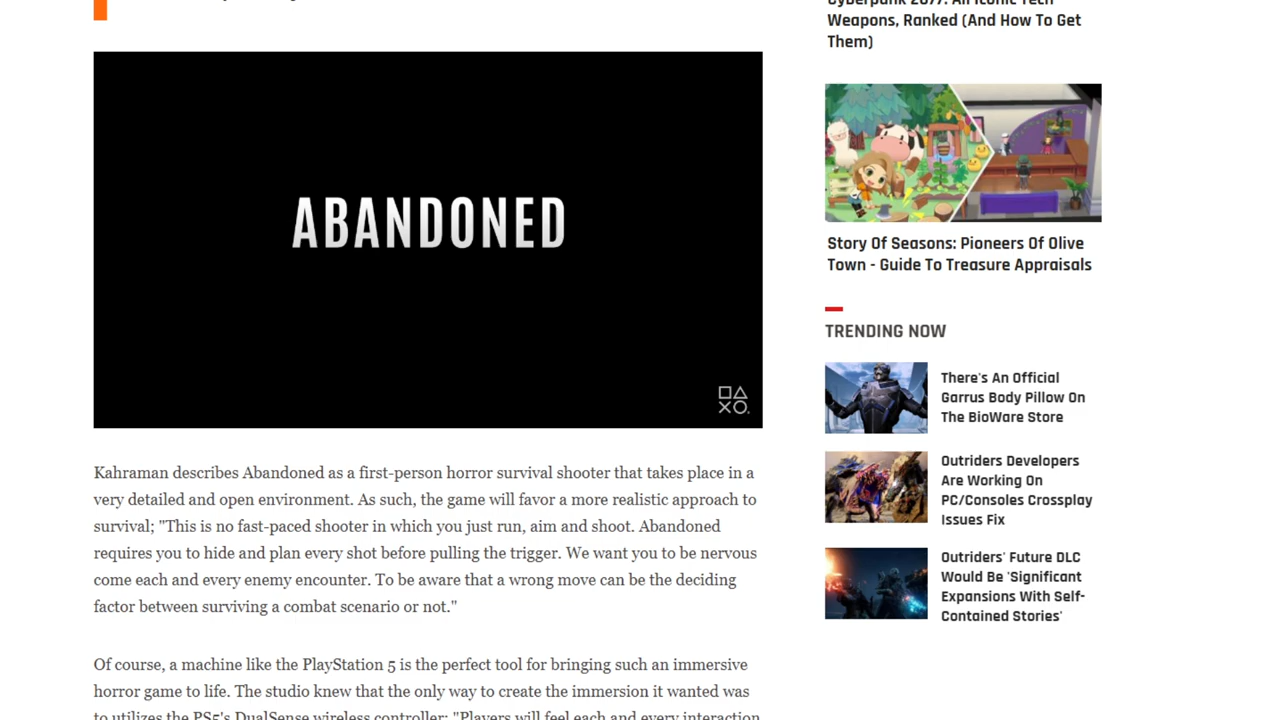 ABANDONED
Kahraman describes Abandoned as a first-person horror survival shooter that takes place in a
very detailed and open environment. As such, the game will favor a more realistic approach to
survival; "This is no fast-paced shooter in which you just run, aim and shoot. Abandoned
requires you to hide and plan every shot before pulling the trigger. We want you to be nervous
come each and every enemy encounter. To be aware that a wrong move can be the deciding
factor between surviving a combat scenario or not."
Of course, a machine like the PlayStation 5 is the perfect tool for bringing such an immersive
horror game to life. The studio knew that the only way to create the immersion it wanted was
to utilizes the PS5's DualSense wireless controller: "Players will feel each and every interaction
Cyberpunk 2077: All Iconic Tech
Weapons, Ranked (And How To Get
Them)
Story Of Seasons: Pioneers Of Olive
Town - Guide To Treasure Appraisals
TRENDING NOW
There's An Official
Garrus Body Pillow On
The BioWare Store
Outriders Developers
Are Working On
PC/Consoles Crossplay
Issues Fix
Outriders' Future DLC
Would Be 'Significant
Expansions With Self-
Contained Stories'